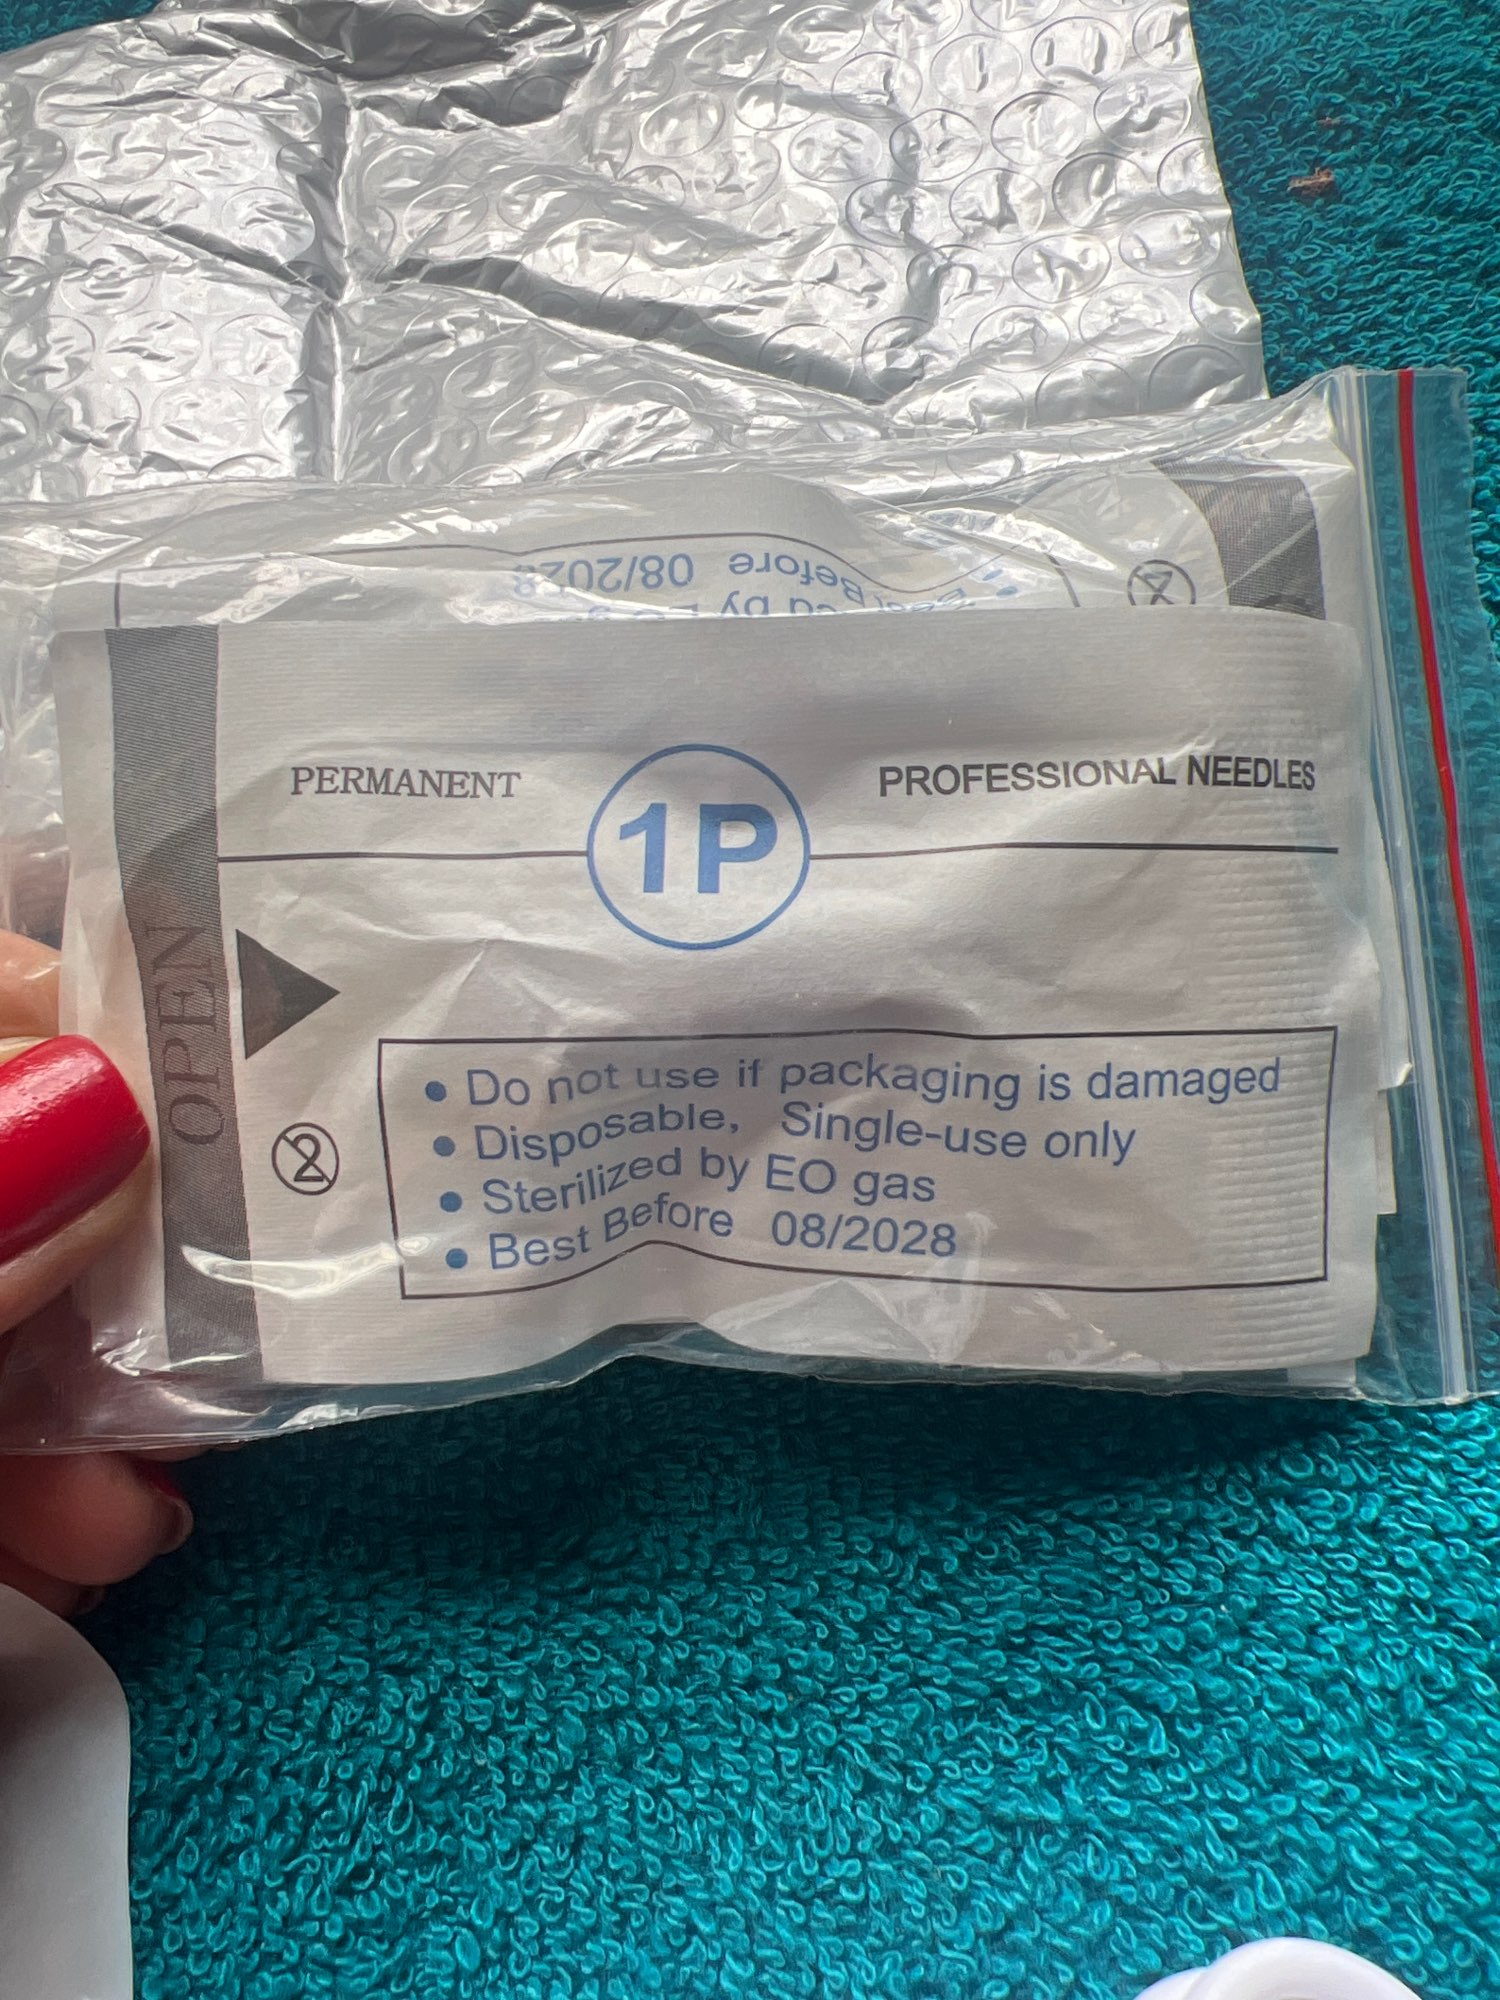 Best Before 08/2028
PERMANENT
1P
PROFESSIONAL NEEDLES
OPEN
2
• Do not use if packaging is damaged
• Disposable, Single-use only
• Sterilized by EO gas
• Best Before 08/2028